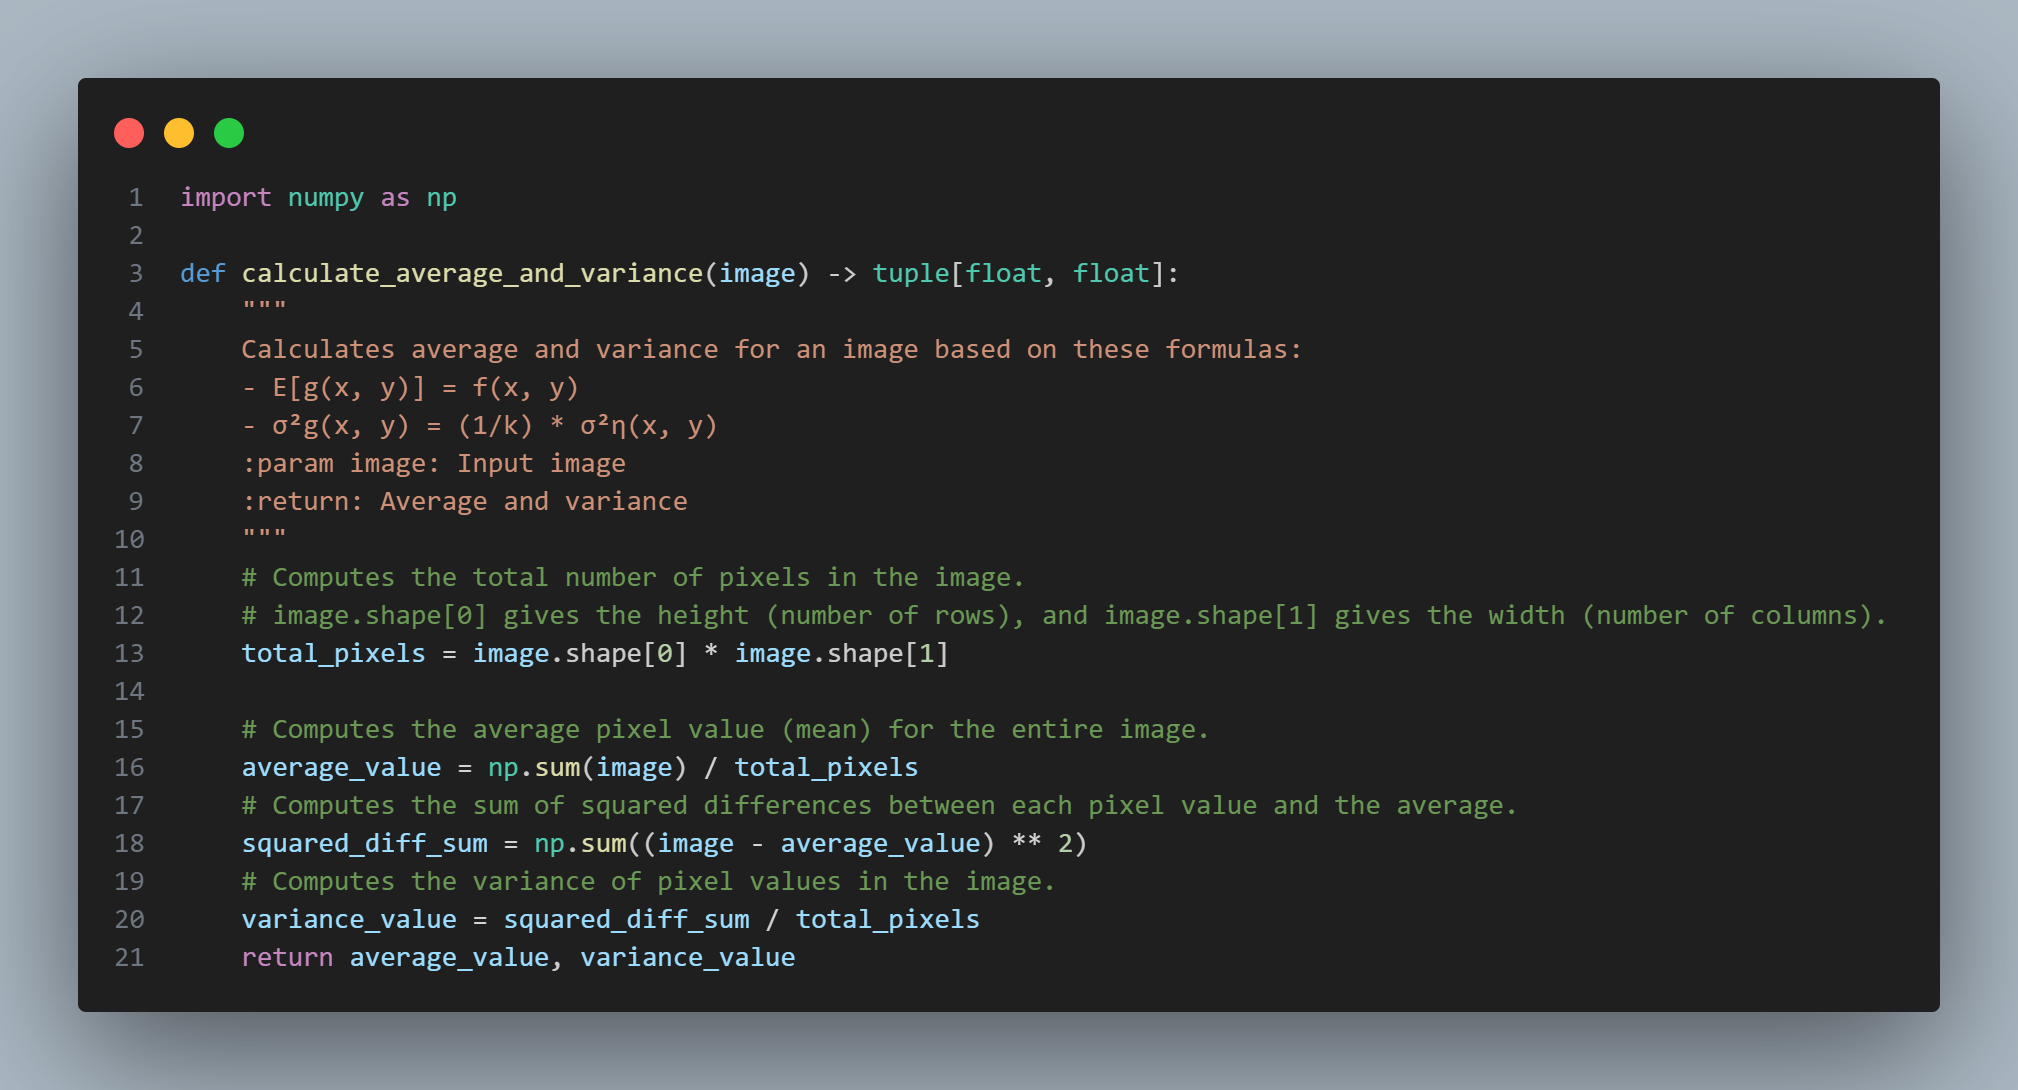 1 import numpy as np
2
3 def calculate_average_and_variance(image) -> tuple[float, float]:
4     """
5     Calculates average and variance for an image based on these formulas:
6     - E[g(x, y)] = f(x, y)
7     - σ²g(x, y) = (1/k) * σ²η(x, y)
8     :param image: Input image
9     :return: Average and variance
10     """
11     # Computes the total number of pixels in the image.
12     # image.shape[0] gives the height (number of rows), and image.shape[1] gives the width (number of columns).
13     total_pixels = image.shape[0] * image.shape[1]
14
15     # Computes the average pixel value (mean) for the entire image.
16     average_value = np.sum(image) / total_pixels
17     # Computes the sum of squared differences between each pixel value and the average.
18     squared_diff_sum = np.sum((image - average_value) ** 2)
19     # Computes the variance of pixel values in the image.
20     variance_value = squared_diff_sum / total_pixels
21     return average_value, variance_value